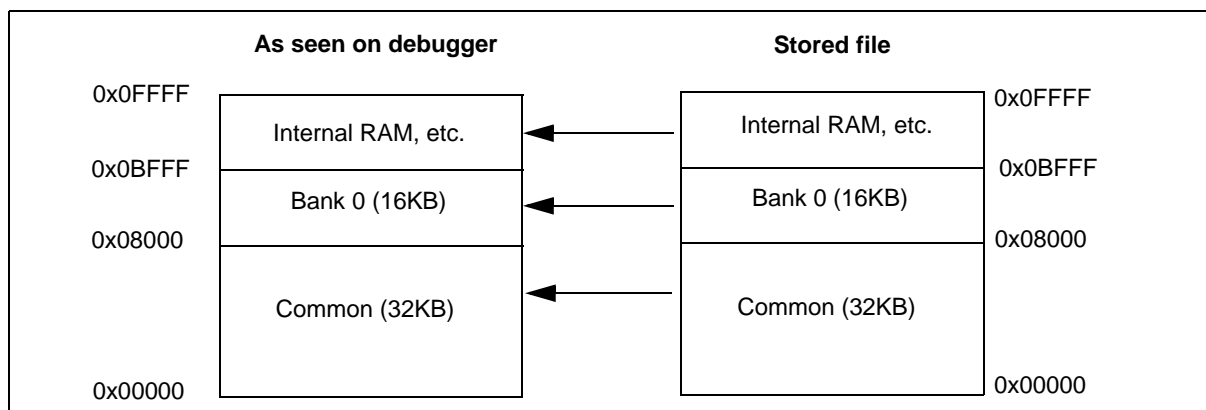 As seen on debugger
Stored file
0x0FFFF
0x0FFFF
Internal RAM, etc.
Internal RAM, etc.
0x0BFFF
0x0BFFF
Bank 0 (16KB)
Bank 0 (16KB)
0x08000
0x08000
Common (32KB)
Common (32KB)
0x00000
0x00000